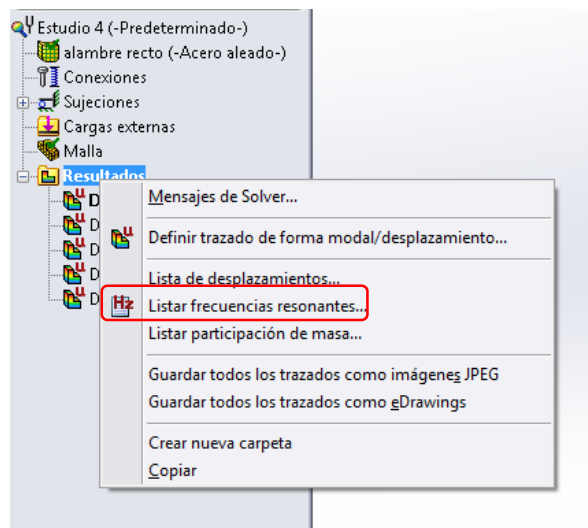 Estudio 4 (-Predeterminado-)
alambre recto (-Acero aleado-)
Conexiones
Sujeciones
Cargas externas
Malla
Resultados
D
D
D
D
D
Mensajes de Solver...
Definir trazado de forma modal/desplazamiento...
Lista de desplazamientos...
Hz Listar frecuencias resonantes...
Listar participación de masa...
Guardar todos los trazados como imágenes JPEG
Guardar todos los trazados como eDrawings
Crear nueva carpeta
Copiar